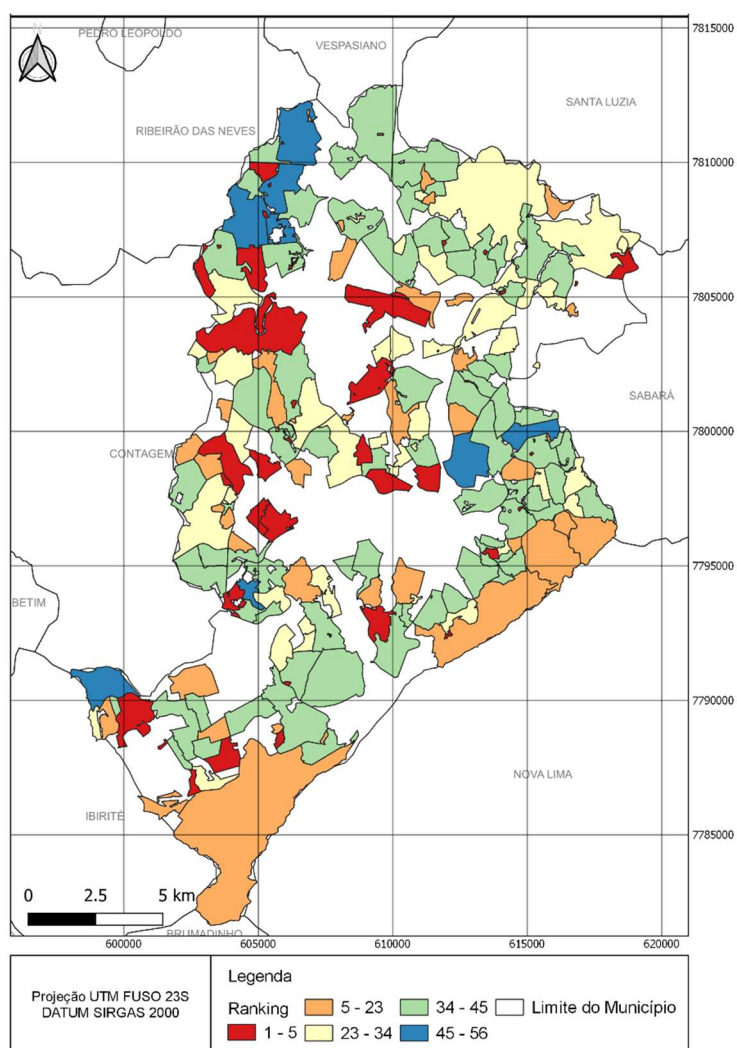 PEDRO LEOPOLDO
N
VESPASIANO
7815000
SANTA LUZIA
RIBEIRÃO DAS NEVES
7810000
7805000
SABARÁ
7800000
CONTAGEM
7795000
BETIM
7790000
NOVA LIMA
IBIRITÉ
7785000
0 2.5 5 km
BRUMADINHO
600000 605000 610000 615000 620000
Projeção UTM FUSO 23S
DATUM SIRGAS 2000
Legenda
Ranking 5 - 23 34 - 45 Limite do Município
1 - 5 23 - 34 45 - 56